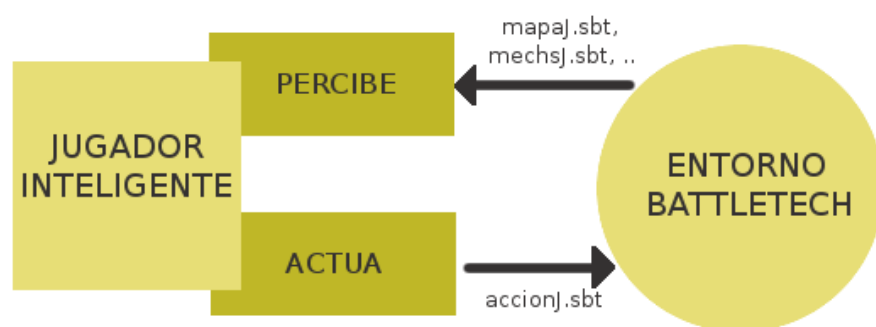 mapaJ.sbt,
mechsJ.sbt, ..
PERCIBE
JUGADOR
INTELIGENTE
ENTORNO
BATTLETECH
ACTUA
accionJ.sbt